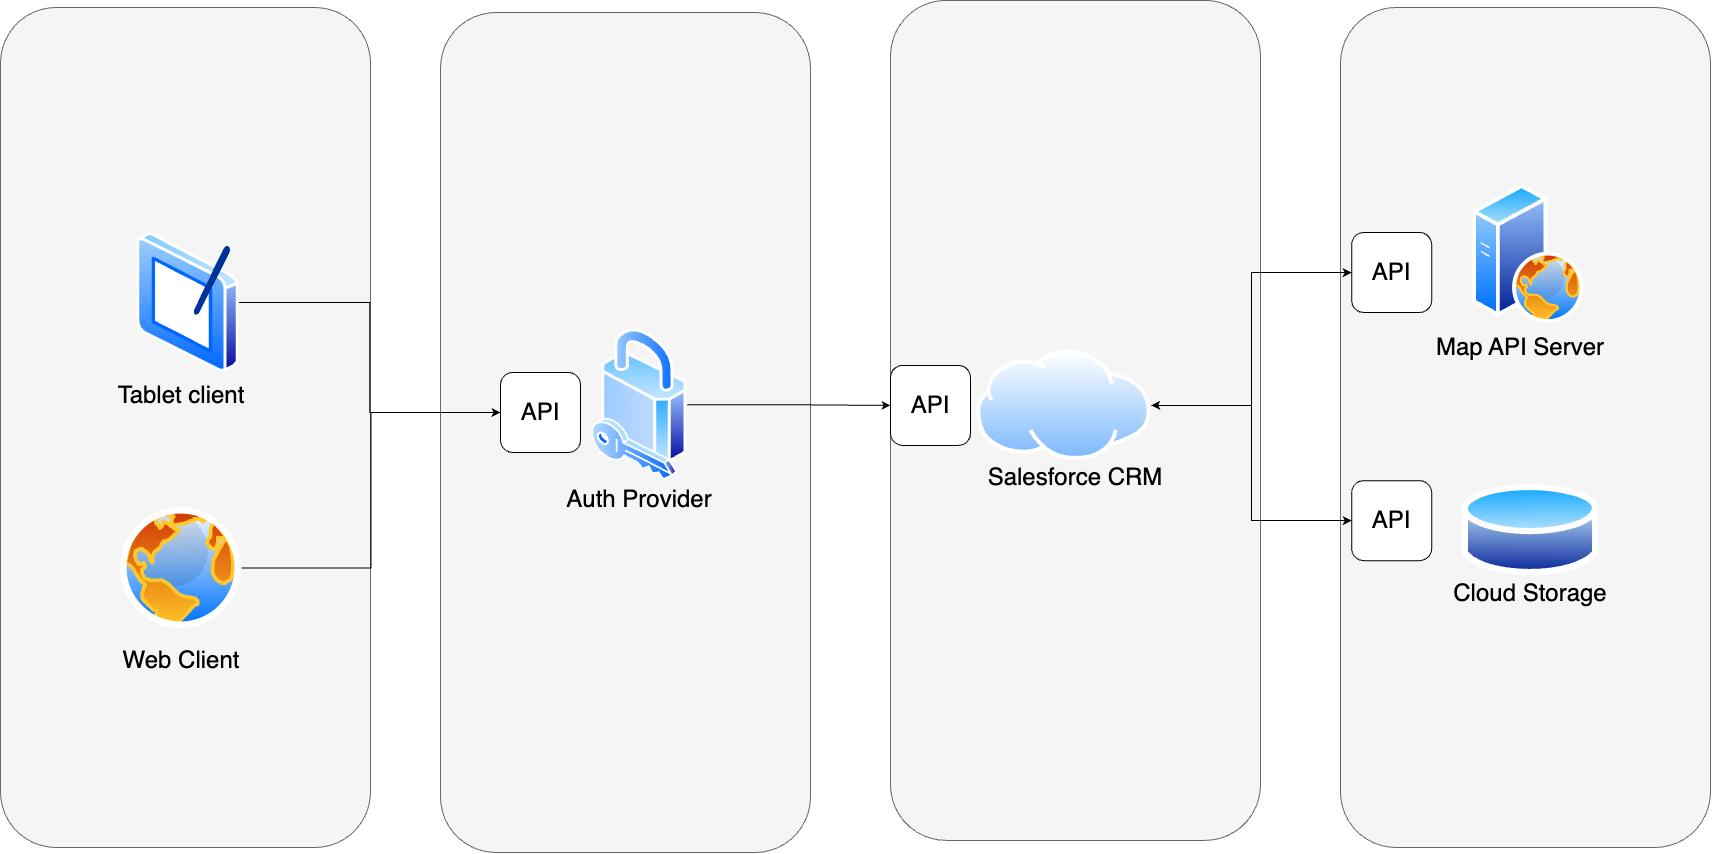 Tablet client
Web Client
API
Auth Provider
API
Salesforce CRM
API
Map API Server
API
Cloud Storage